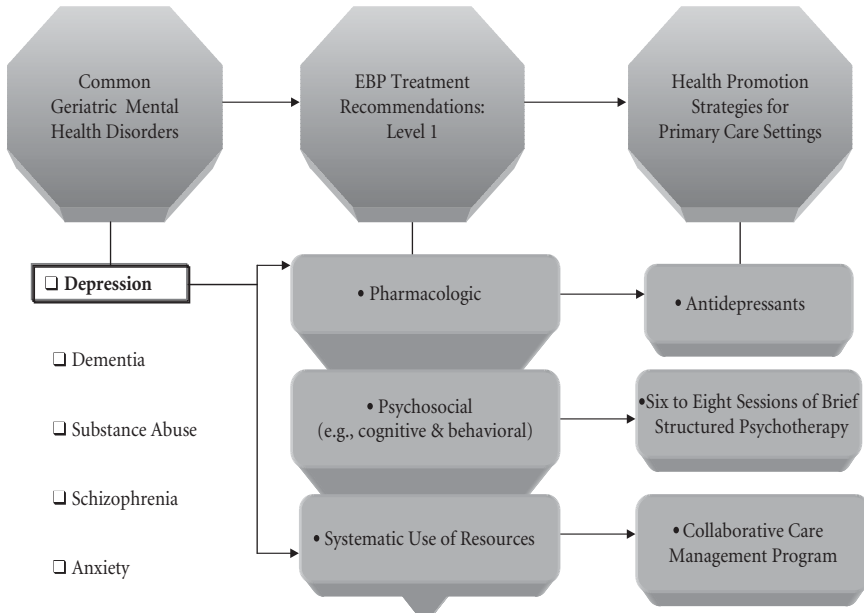 Common
Geriatric Mental
Health Disorders
EBP Treatment
Recommendations:
Level 1
Health Promotion
Strategies for
Primary Care Settings
❑ Depression
❑ Dementia
❑ Substance Abuse
❑ Schizophrenia
❑ Anxiety
• Pharmacologic
• Antidepressants
• Psychosocial
(e.g., cognitive & behavioral)
•Six to Eight Sessions of Brief
Structured Psychotherapy
• Systematic Use of Resources
• Collaborative Care
Management Program